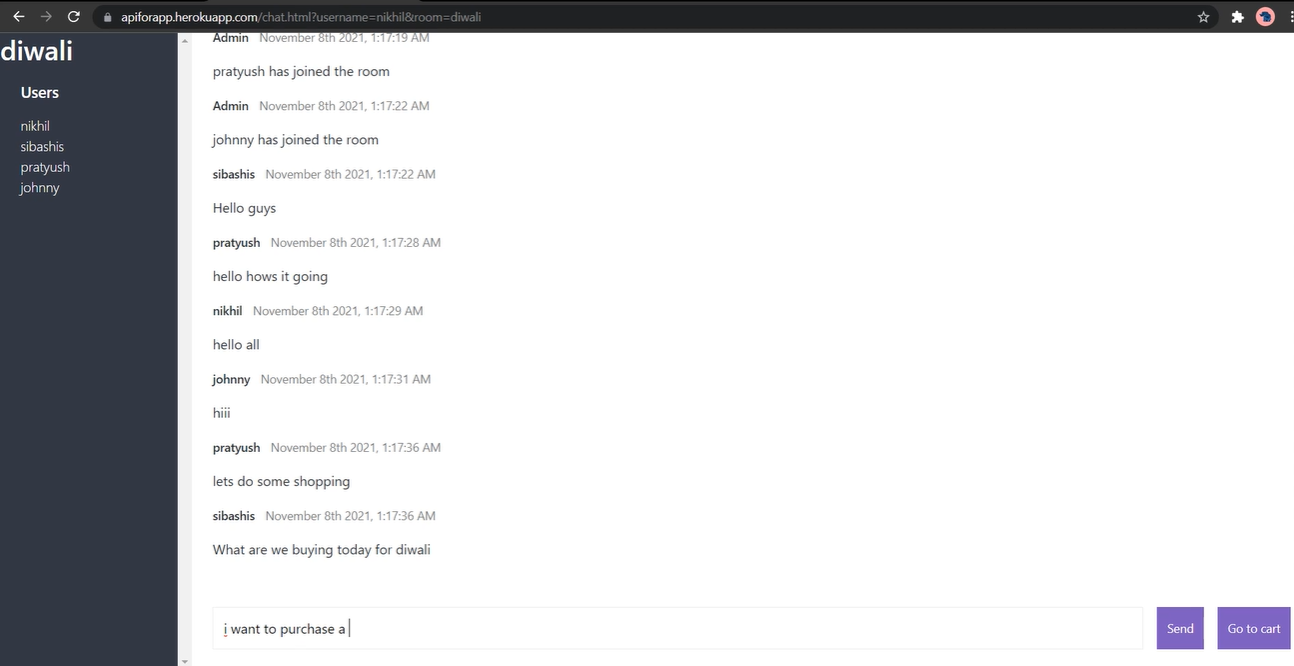 apiforapp.herokuapp.com/chat.html?username=nikhil&room=diwali
diwali
Users
nikhil
sibashis
pratyush
johnny
Admin November 8th 2021, 1:17:19 AM
pratyush has joined the room
Admin November 8th 2021, 1:17:22 AM
johnny has joined the room
sibashis November 8th 2021, 1:17:22 AM
Hello guys
pratyush November 8th 2021, 1:17:28 AM
hello hows it going
nikhil November 8th 2021, 1:17:29 AM
hello all
johnny November 8th 2021, 1:17:31 AM
hiii
pratyush November 8th 2021, 1:17:36 AM
lets do some shopping
sibashis November 8th 2021, 1:17:36 AM
What are we buying today for diwali
i want to purchase a
Send
Go to cart